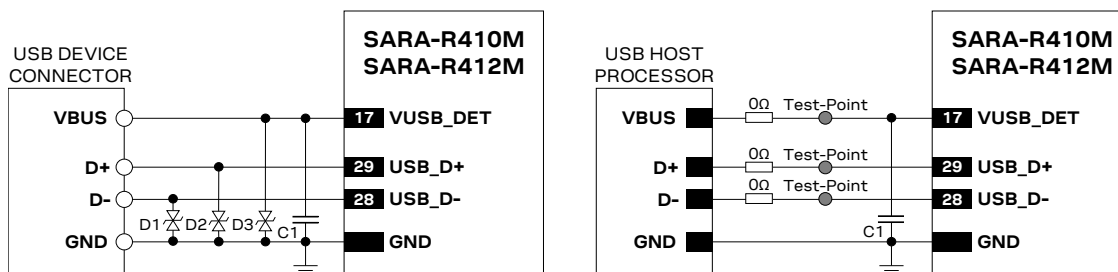 USB DEVICE
CONNECTOR
SARA-R410M
SARA-R412M
VBUS
17 VUSB_DET
D+
29 USB_D+
D-
28 USB_D-
D1 D2 D3 C1
GND
GND
USB HOST
PROCESSOR
SARA-R410M
SARA-R412M
VBUS
0Ω Test-Point
17 VUSB_DET
D+
0Ω Test-Point
29 USB_D+
D-
0Ω Test-Point
28 USB_D-
C1
GND
GND